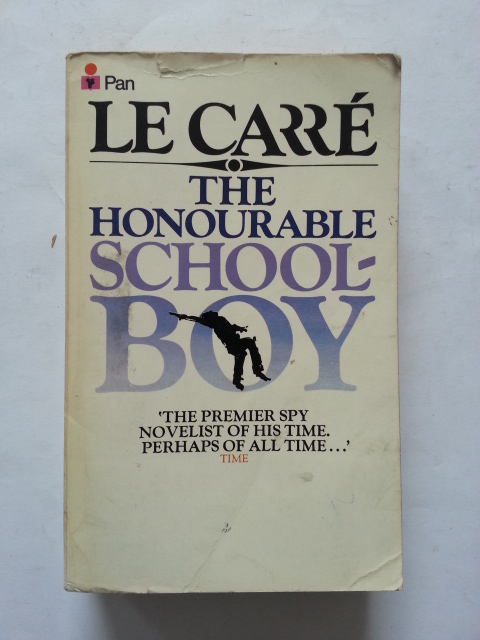 Pan
LE CARRÉ
THE
HONOURABLE
SCHOOL-
BOY
'THE PREMIER SPY
NOVELIST OF HIS TIME.
PERHAPS OF ALL TIME...'
TIME